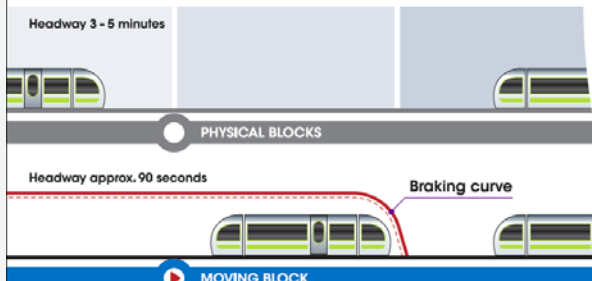 Headway 3 - 5 minutes
PHYSICAL BLOCKS
Headway approx. 90 seconds
Braking curve
MOVING BLOCK